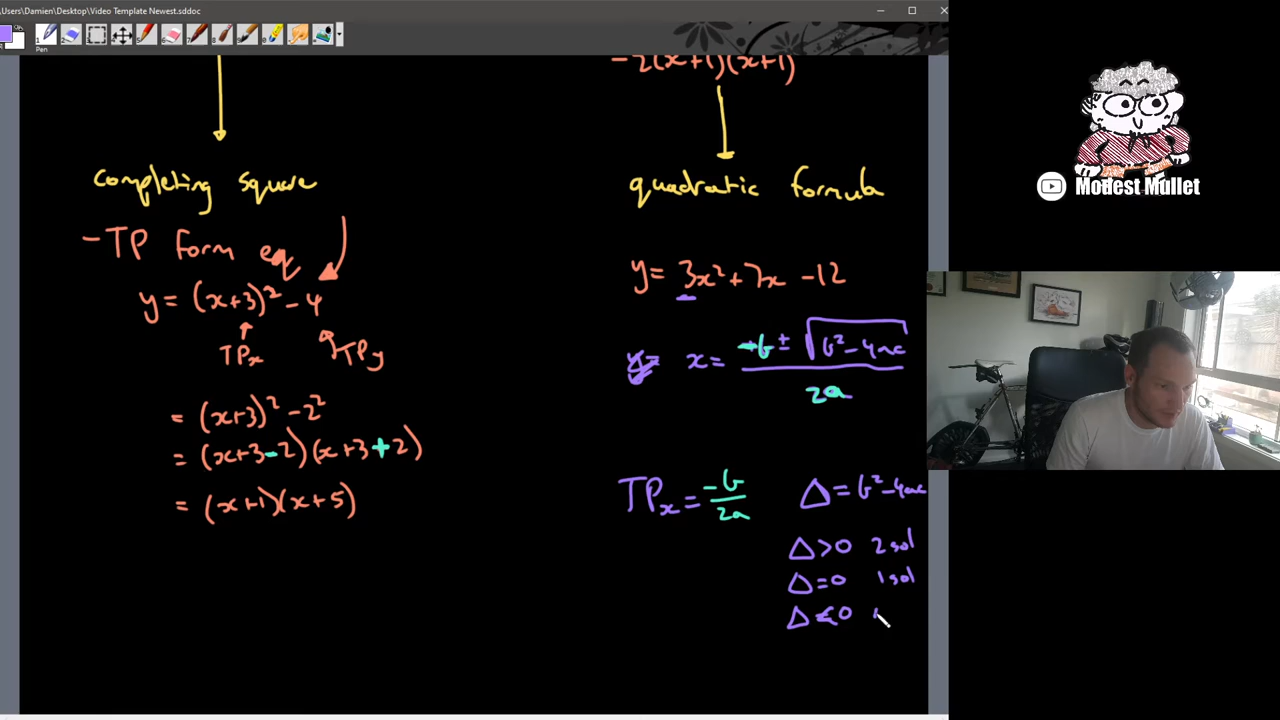 Users\Damien\Desktop\Video Template Newest.sddoc
Pen
-2(x+1)(x+1)
completing square
-TP form eq
y = (x+3)² - 4
TPx
TPy
= (x+3)² - 2²
= (x+3-2)(x+3+2)
= (x+1)(x+5)
quadratic formula
y = 3x² + 7x - 12
x = -b ± √b²-4ac
2a
TPx = -b
2a
Δ = b²-4ac
Δ>0 2 sol
Δ=0 1 sol
Δ<0
Modest Mullet